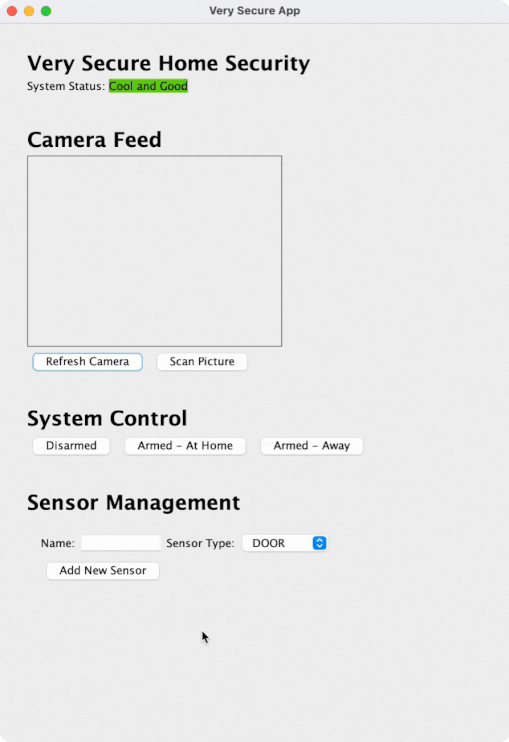 Very Secure App
Very Secure Home Security
System Status: Cool and Good
Camera Feed
Refresh Camera Scan Picture
System Control
Disarmed Armed - At Home Armed - Away
Sensor Management
Name: Sensor Type: DOOR
Add New Sensor